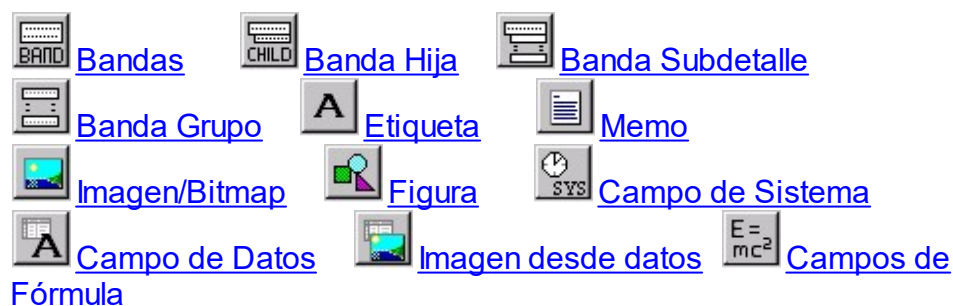 BAND Bandas CHILD Banda Hija Banda Subdetalle
Banda Grupo A Etiqueta Memo
Imagen/Bitmap Figura SYS Campo de Sistema
A Campo de Datos Imagen desde datos E= mc² Campos de
Fórmula